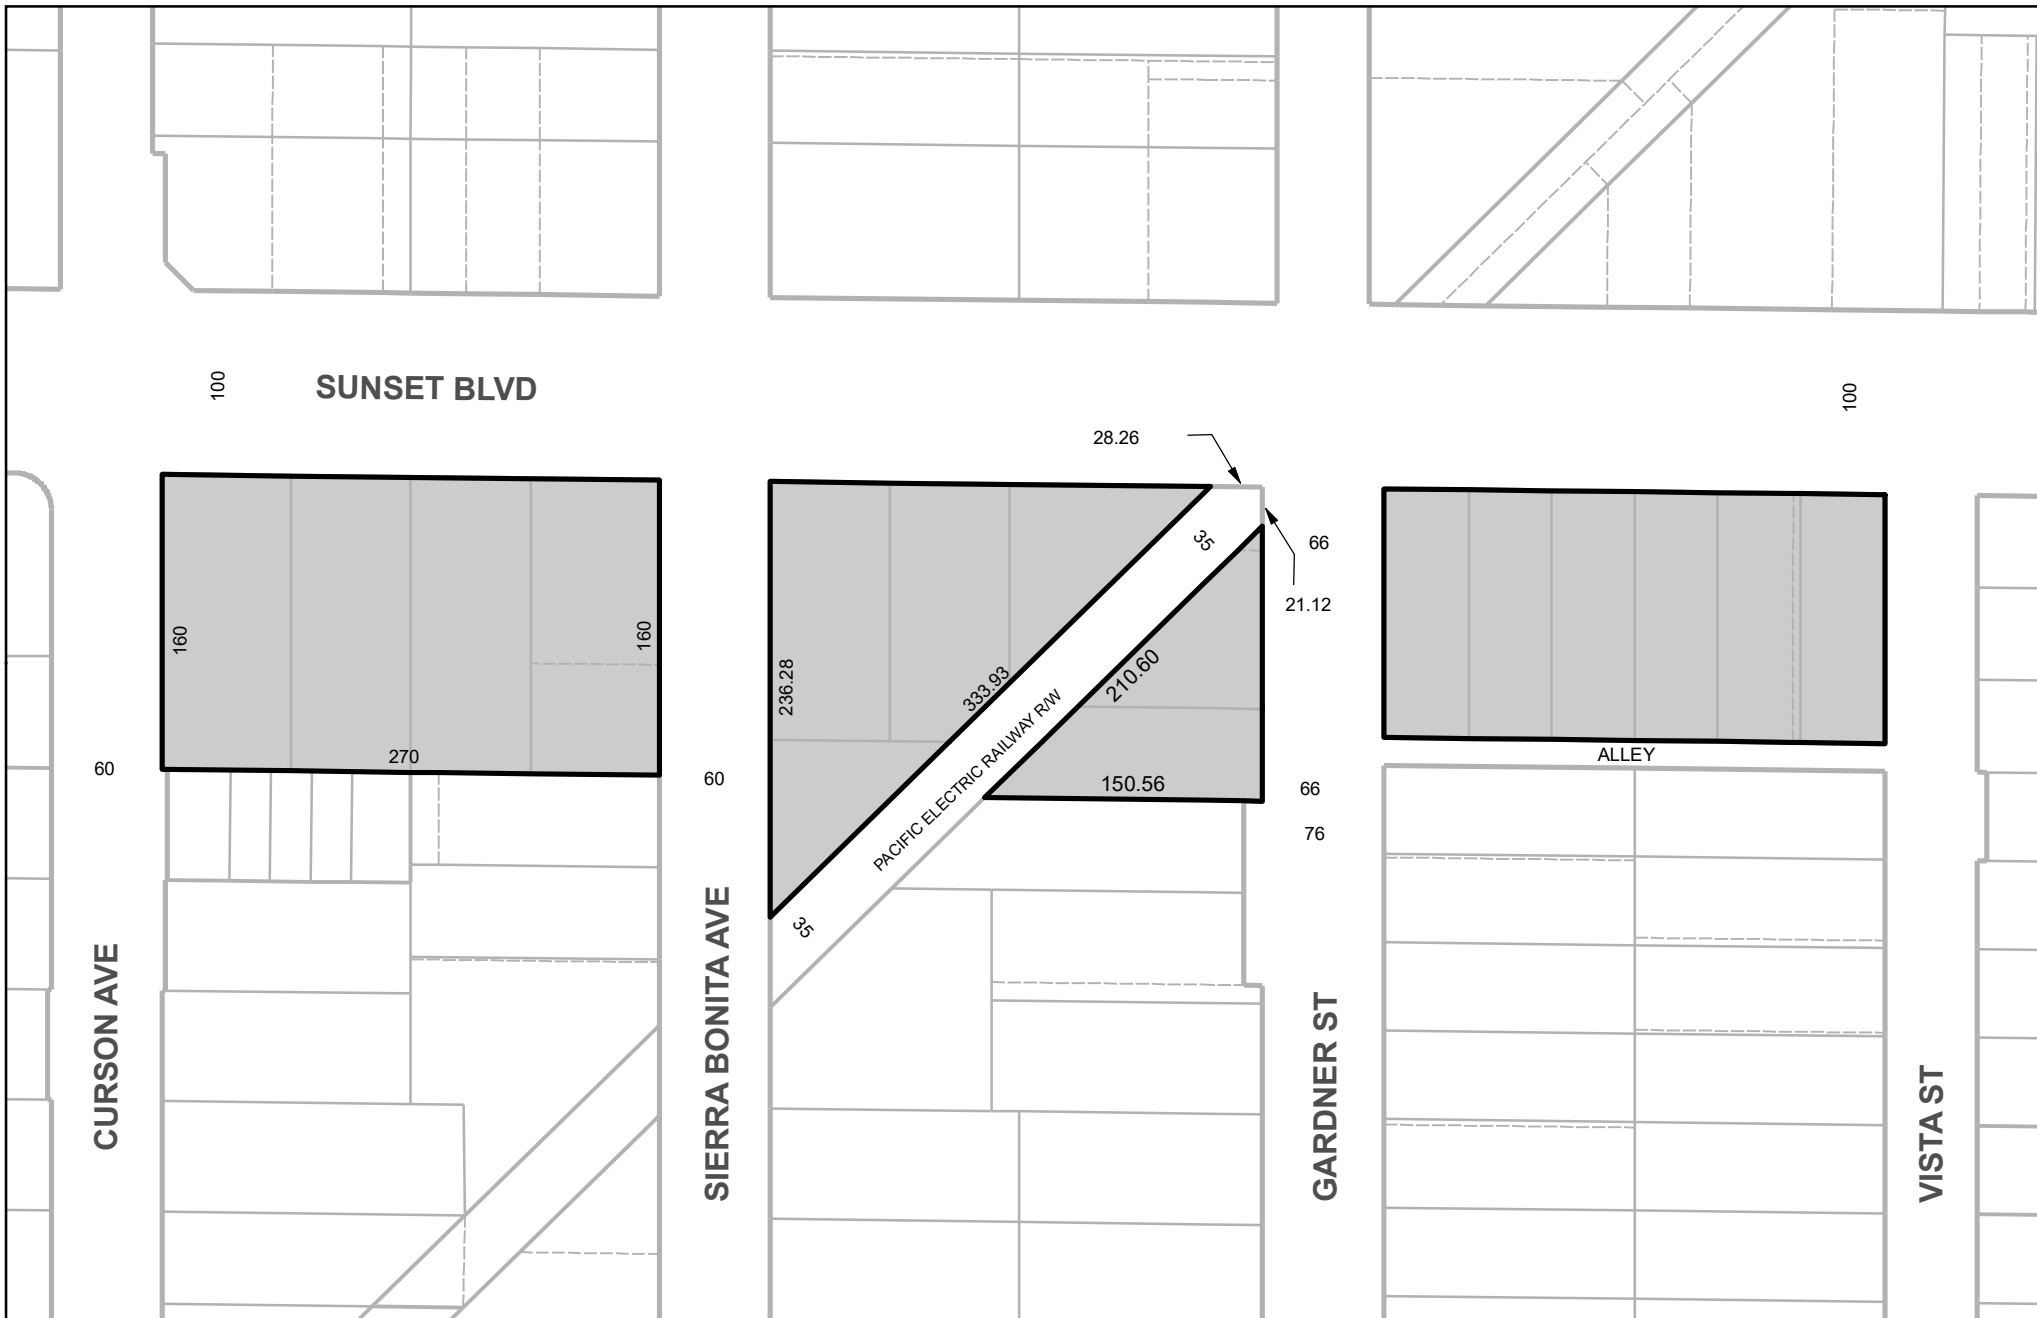 100
SUNSET BLVD
100
28.26
35
66
21.12
160
160
236.28
333.93
210.60
PACIFIC ELECTRIC RAILWAY R/W
270
ALLEY
60
60
150.56
66
76
35
CURSON AVE
SIERRA BONITA AVE
GARDNER ST
VISTA ST